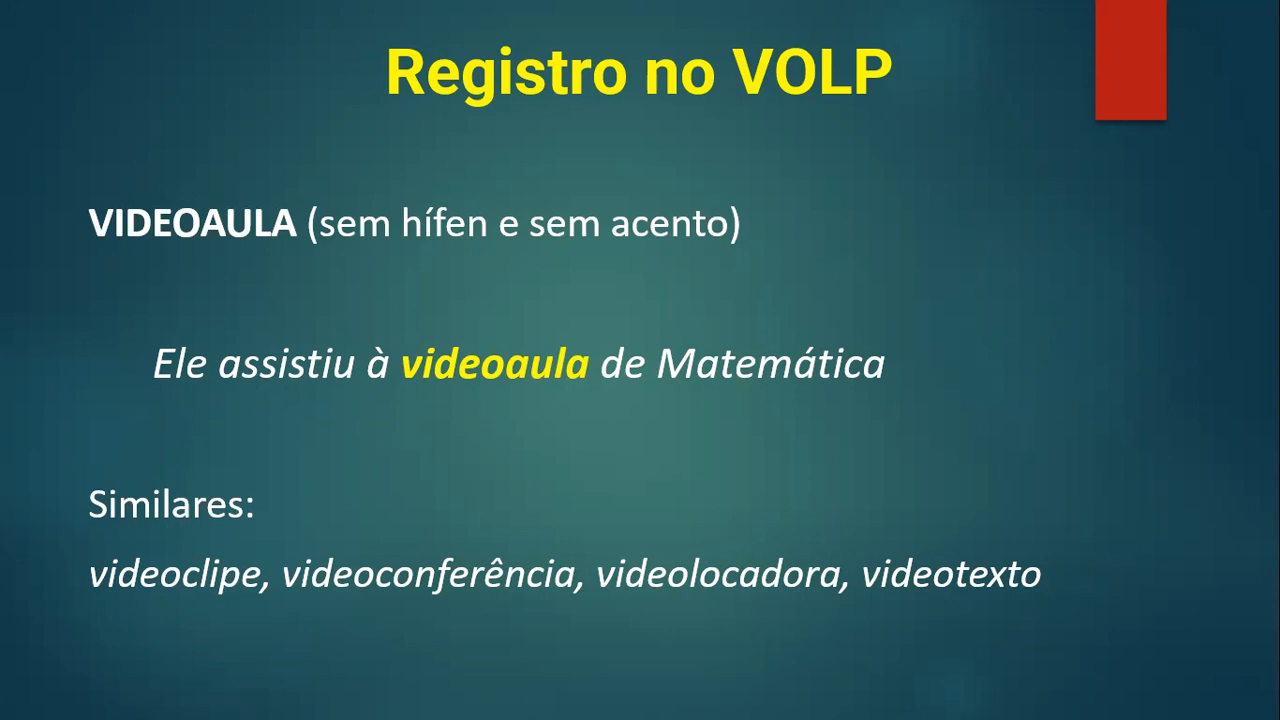 Registro no VOLP
VIDEOAULA (sem hífen e sem acento)
Ele assistiu à videoaula de Matemática
Similares:
videoclipe, videoconferência, videolocadora, videotexto